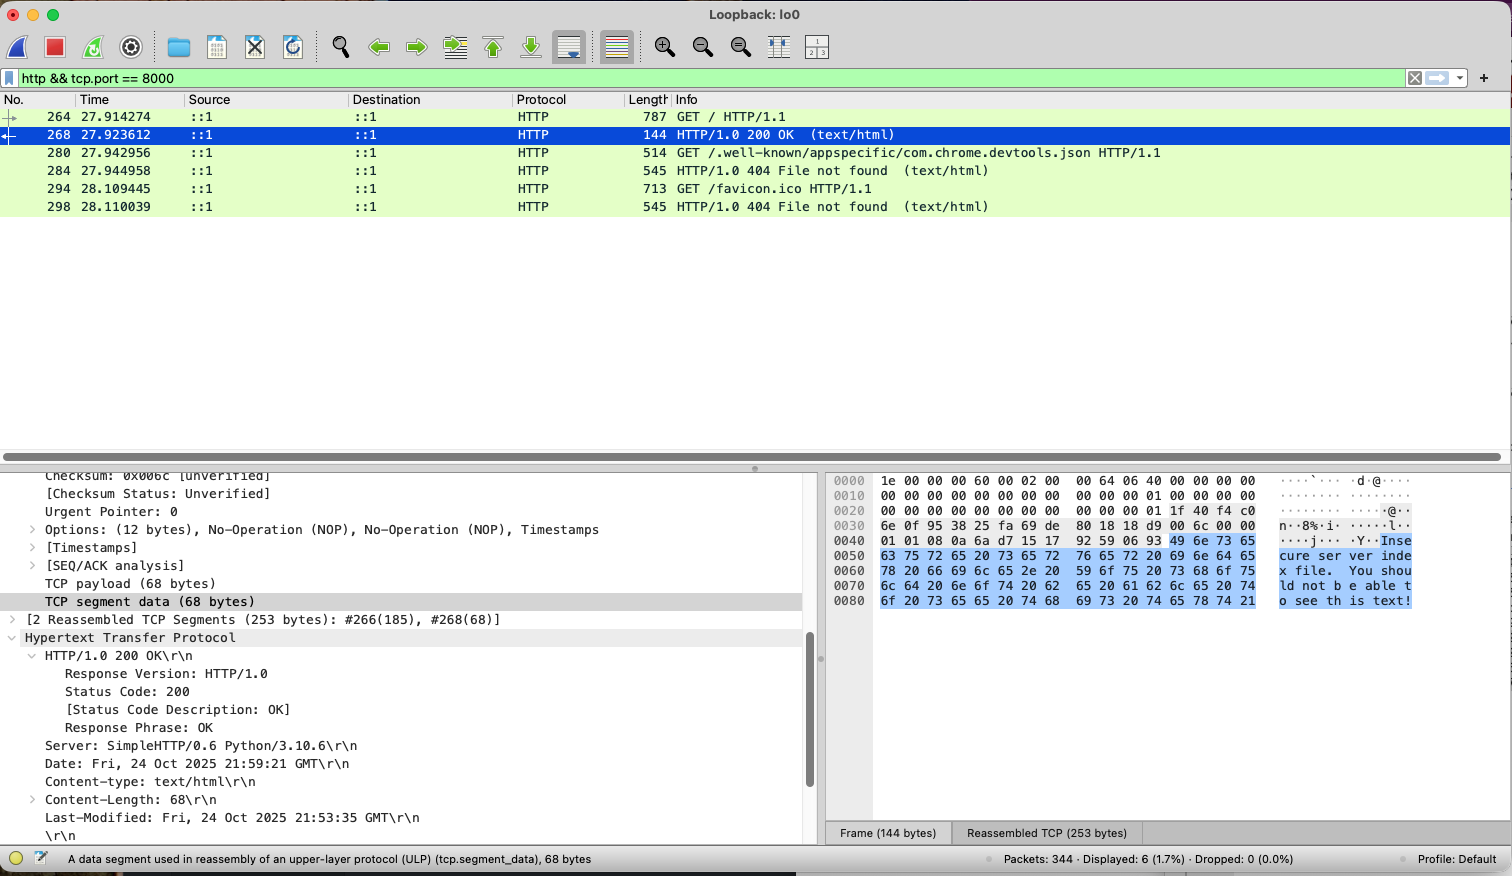 Loopback: lo0
http && tcp.port == 8000
No. Time Source Destination Protocol Length Info
264 27.914274 ::1 ::1 HTTP 787 GET / HTTP/1.1
268 27.923612 ::1 ::1 HTTP 144 HTTP/1.0 200 OK  (text/html)
280 27.942956 ::1 ::1 HTTP 514 GET /.well-known/appspecific/com.chrome.devtools.json HTTP/1.1
284 27.944958 ::1 ::1 HTTP 545 HTTP/1.0 404 File not found  (text/html)
294 28.109445 ::1 ::1 HTTP 713 GET /favicon.ico HTTP/1.1
298 28.110039 ::1 ::1 HTTP 545 HTTP/1.0 404 File not found  (text/html)
Checksum: 0x006c [unverified]
[Checksum Status: Unverified]
Urgent Pointer: 0
Options: (12 bytes), No-Operation (NOP), No-Operation (NOP), Timestamps
[Timestamps]
[SEQ/ACK analysis]
TCP payload (68 bytes)
TCP segment data (68 bytes)
[2 Reassembled TCP Segments (253 bytes): #266(185), #268(68)]
Hypertext Transfer Protocol
HTTP/1.0 200 OK\r\n
Response Version: HTTP/1.0
Status Code: 200
[Status Code Description: OK]
Response Phrase: OK
Server: SimpleHTTP/0.6 Python/3.10.6\r\n
Date: Fri, 24 Oct 2025 21:59:21 GMT\r\n
Content-type: text/html\r\n
Content-Length: 68\r\n
Last-Modified: Fri, 24 Oct 2025 21:53:35 GMT\r\n
\r\n
0000 1e 00 00 00 60 00 02 00 00 64 06 40 00 00 00 00 ····`··· ·d·@····
0010 00 00 00 00 00 00 00 00 00 00 00 01 00 00 00 00 ········ ········
0020 00 00 00 00 00 00 00 00 00 00 00 01 1f 40 f4 c0 ········ ·····@··
0030 6e 0f 95 38 25 fa 69 de 80 18 18 d9 00 6c 00 00 n··8%·i· ·····l··
0040 01 01 08 0a 6a d7 15 17 92 59 06 93 49 6e 73 65 ····j··· ·Y··Inse
0050 63 75 72 65 20 73 65 72 76 65 72 20 69 6e 64 65 cure ser ver inde
0060 78 20 66 69 6c 65 2e 20 59 6f 75 20 73 68 6f 75 x file.  You shou
0070 6c 64 20 6e 6f 74 20 62 65 20 61 62 6c 65 20 74 ld not b e able t
0080 6f 20 73 65 65 20 74 68 69 73 20 74 65 78 74 21 o see th is text!
Frame (144 bytes) Reassembled TCP (253 bytes)
A data segment used in reassembly of an upper-layer protocol (ULP) (tcp.segment_data), 68 bytes Packets: 344 · Displayed: 6 (1.7%) · Dropped: 0 (0.0%) Profile: Default